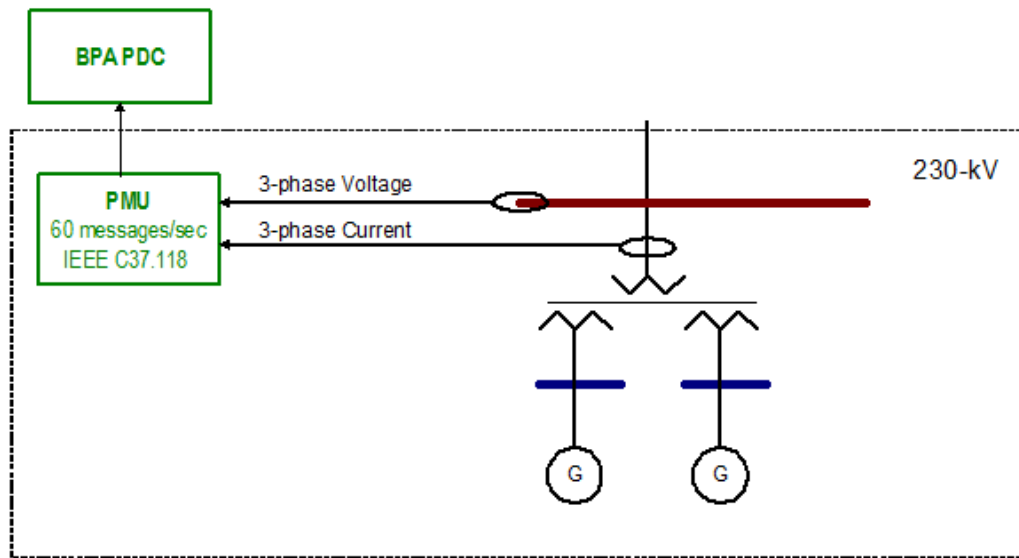 BPA PDC
230-kV
3-phase Voltage
PMU
60 messages/sec
IEEE C37.118
3-phase Current
G
G